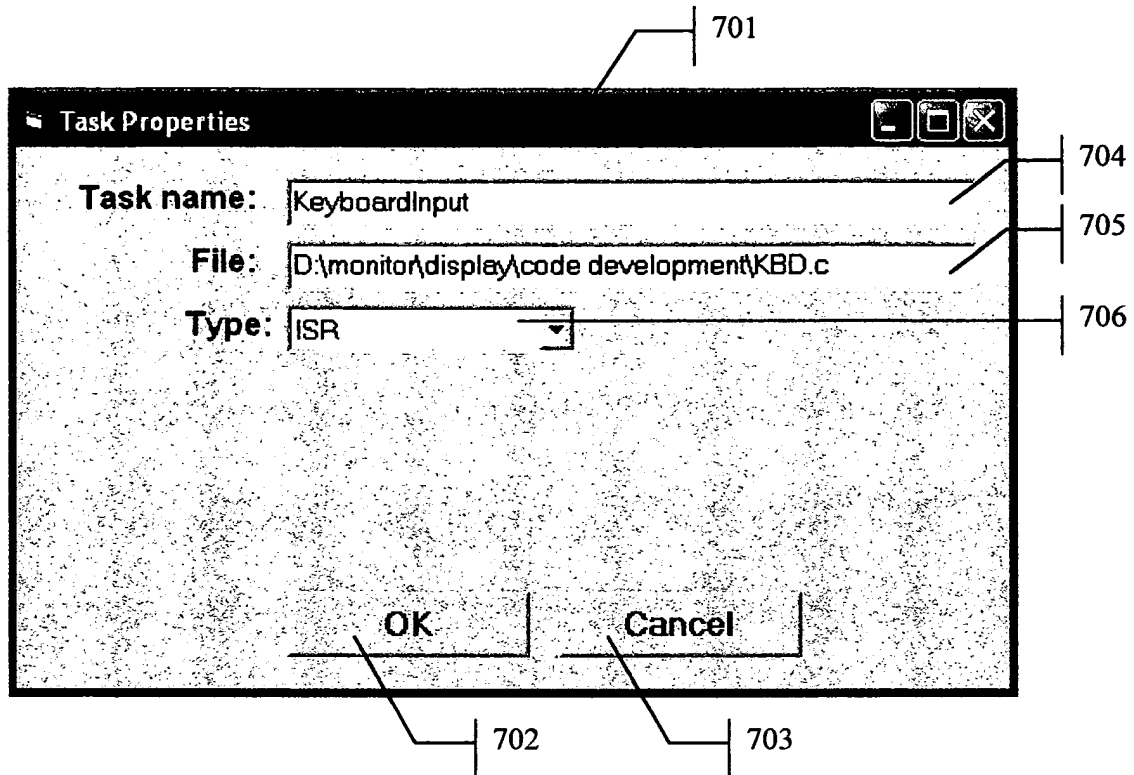 701
Task Properties
704
Task name: KeyboardInput
705
File: D:\monitor\display\code development\KBD.c
706
Type: ISR
OK Cancel
702 703